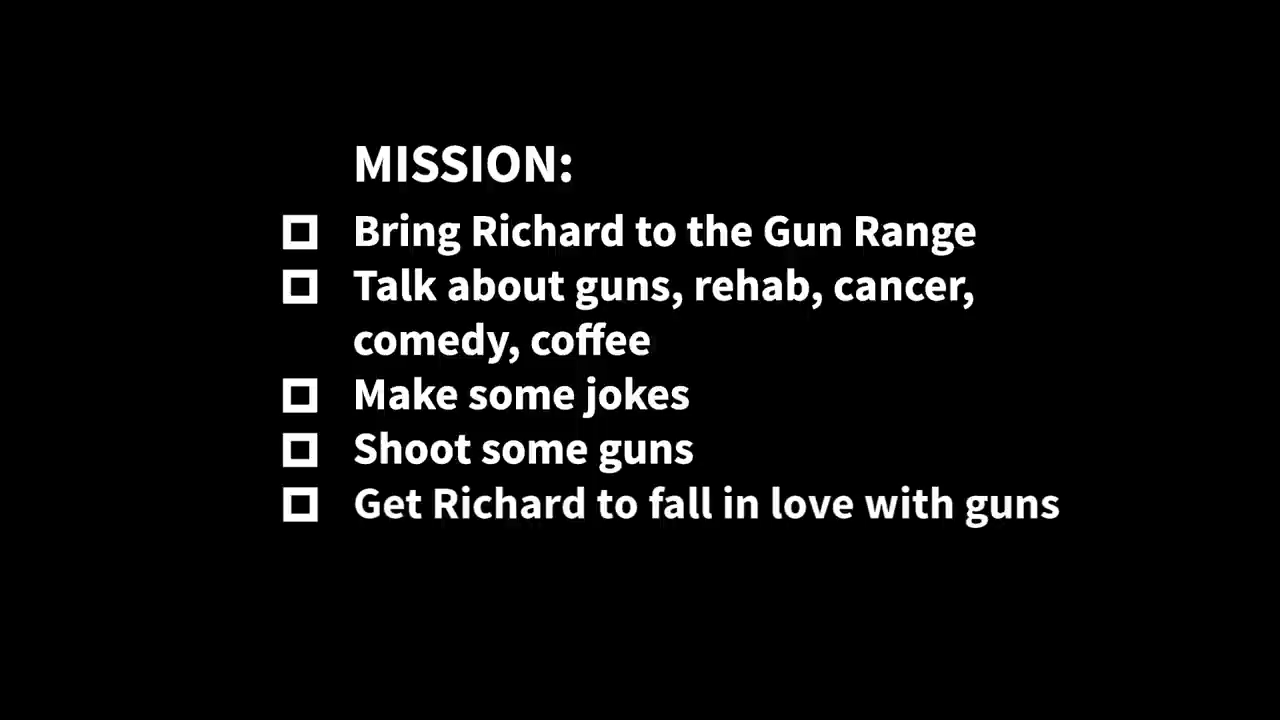 MISSION:
Bring Richard to the Gun Range
Talk about guns, rehab, cancer,
comedy, coffee
Make some jokes
Shoot some guns
Get Richard to fall in love with guns